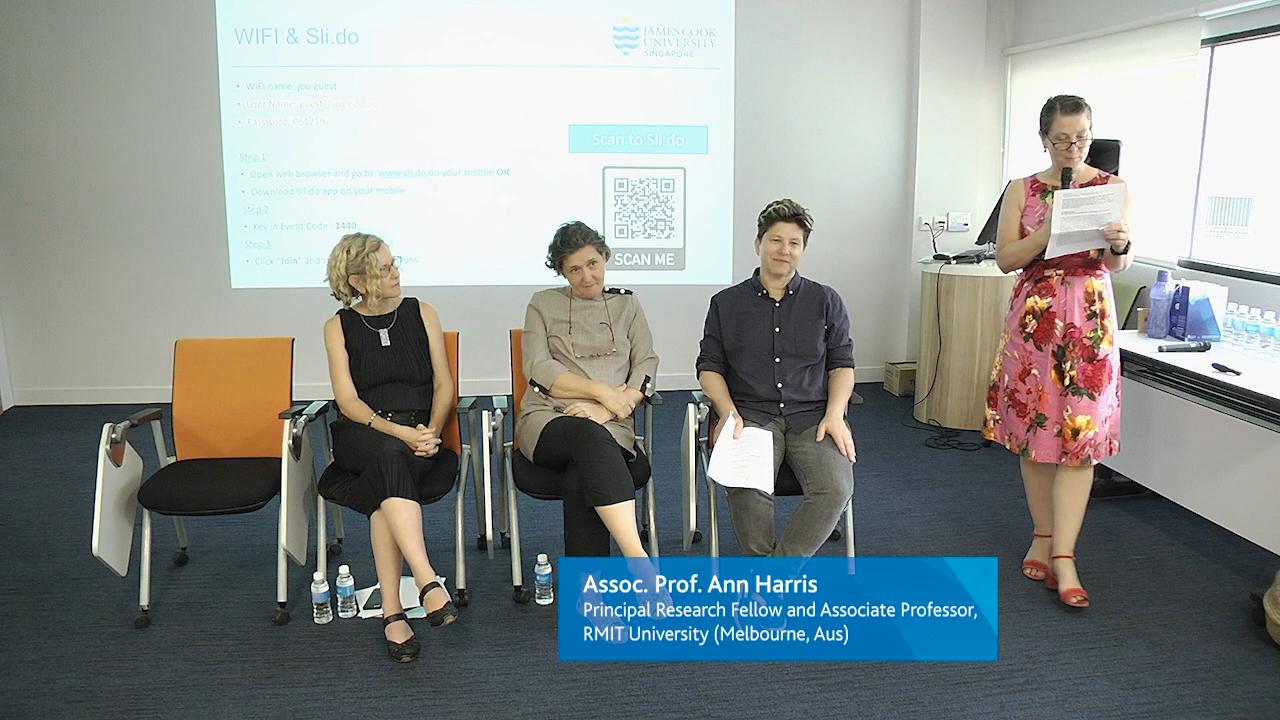 WIFI & Sli.do
JAMES COOK
UNIVERSITY
SINGAPORE
• WiFi name: jcu-guest
• User Name:
• Password: 061219
Scan to Sli.do
Step 1
• Open web browser and go to www.sli.do on your mobile OR
• Download Sli.do app on your mobile
Step 2
• Key in Event Code : 1440
Step 3
• Click "Join" and
SCAN ME
Assoc. Prof. Ann Harris
Principal Research Fellow and Associate Professor,
RMIT University (Melbourne, Aus)